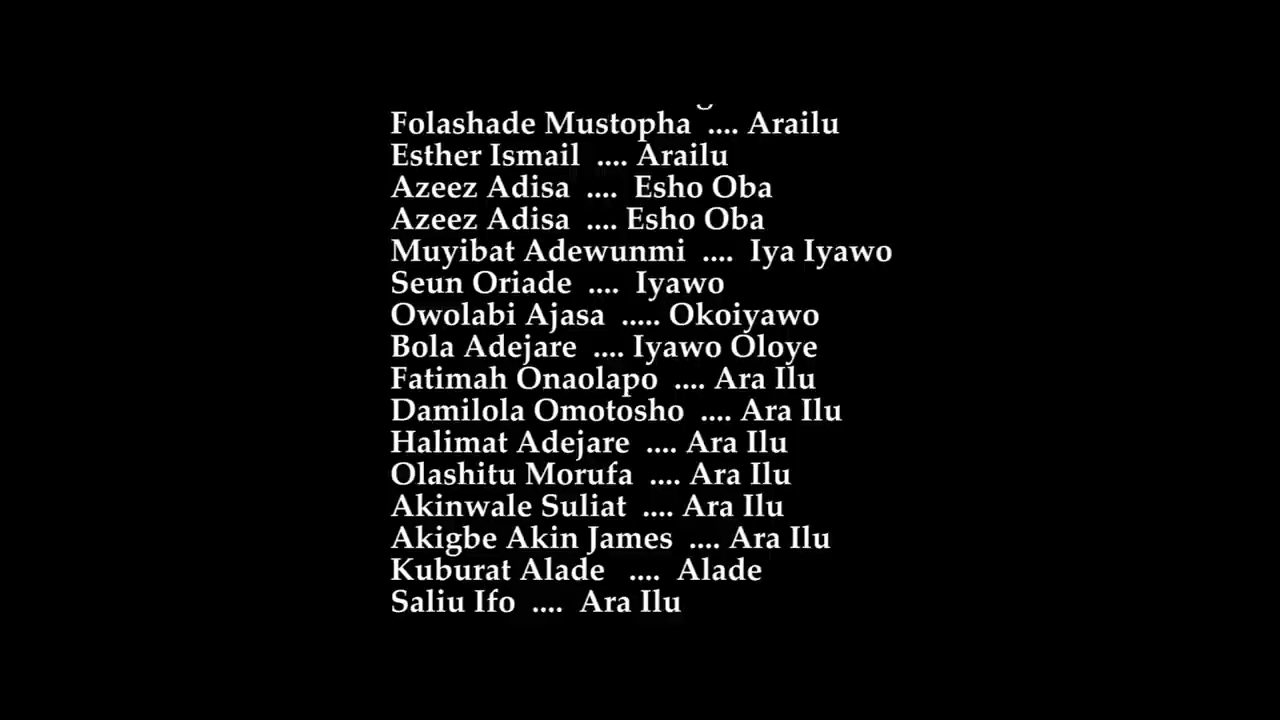 Folashade Mustopha .... Arailu
Esther Ismail .... Arailu
Azeez Adisa .... Esho Oba
Azeez Adisa .... Esho Oba
Muyibat Adewunmi .... Iya Iyawo
Seun Oriade .... Iyawo
Owolabi Ajasa ..... Okoiyawo
Bola Adejare .... Iyawo Oloye
Fatimah Onaolapo .... Ara Ilu
Damilola Omotosho .... Ara Ilu
Halimat Adejare .... Ara Ilu
Olashitu Morufa .... Ara Ilu
Akinwale Suliat .... Ara Ilu
Akigbe Akin James .... Ara Ilu
Kuburat Alade .... Alade
Saliu Ifo .... Ara Ilu